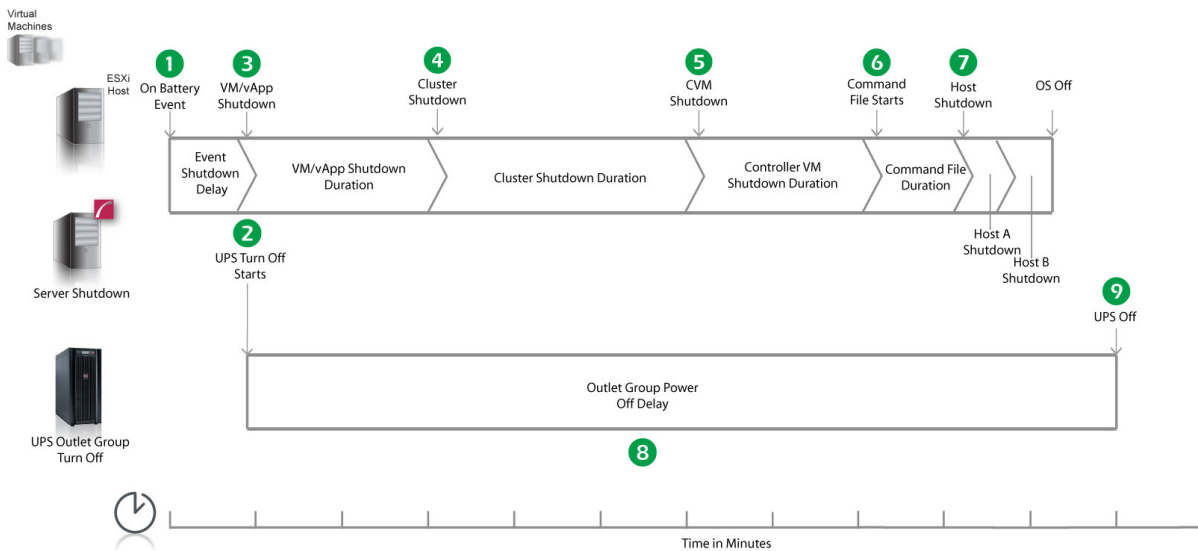 Virtual
Machines
ESXi
Host
1
On Battery
Event
3
VM/vApp
Shutdown
4
Cluster
Shutdown
5
CVM
Shutdown
6
Command
File Starts
7
Host
Shutdown
OS Off
Event
Shutdown
Delay
VM/vApp Shutdown
Duration
Cluster Shutdown Duration
Controller VM
Shutdown Duration
Command File
Duration
Host A
Shutdown
Host B
Shutdown
Server Shutdown
2
UPS Turn Off
Starts
9
UPS Off
Outlet Group Power
Off Delay
8
UPS Outlet Group
Turn Off
Time in Minutes